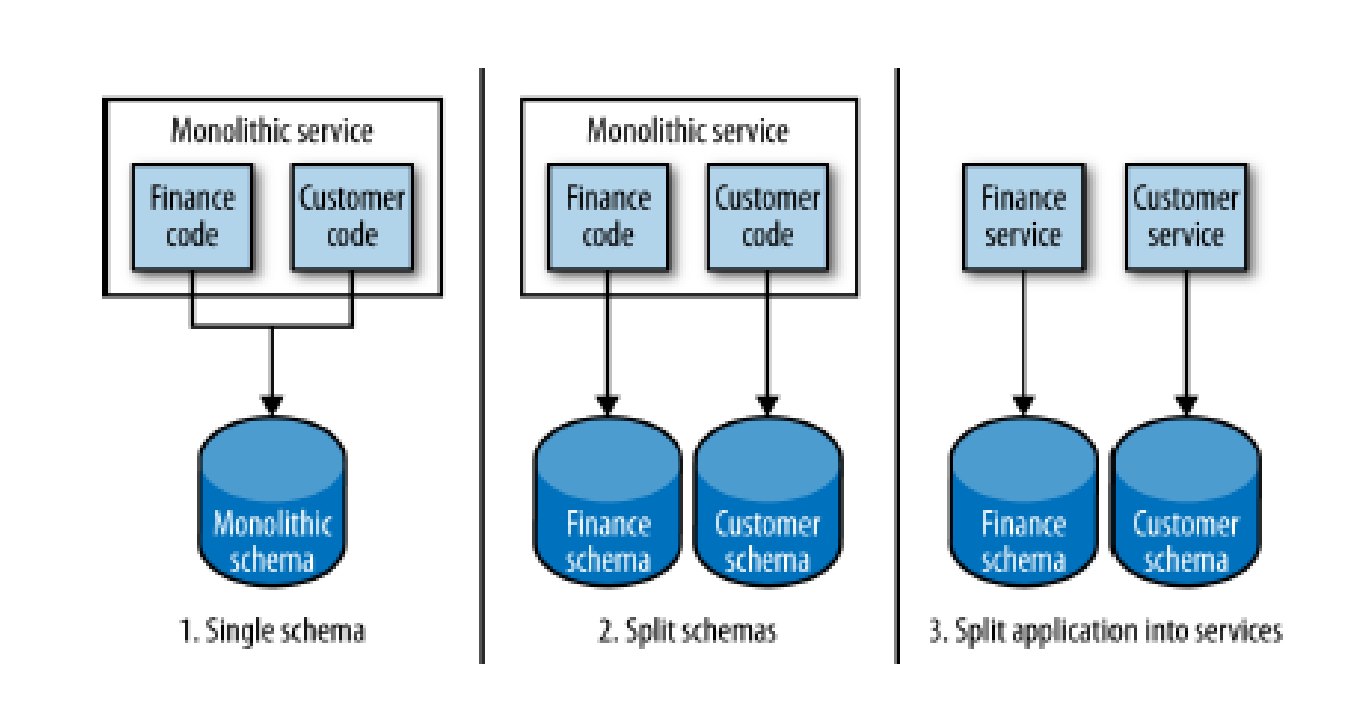 Monolithic service
Finance
code
Customer
code
Monolithic
schema
1. Single schema
Monolithic service
Finance
code
Customer
code
Finance
schema
Customer
schema
2. Split schemas
Finance
service
Customer
service
Finance
schema
Customer
schema
3. Split application into services